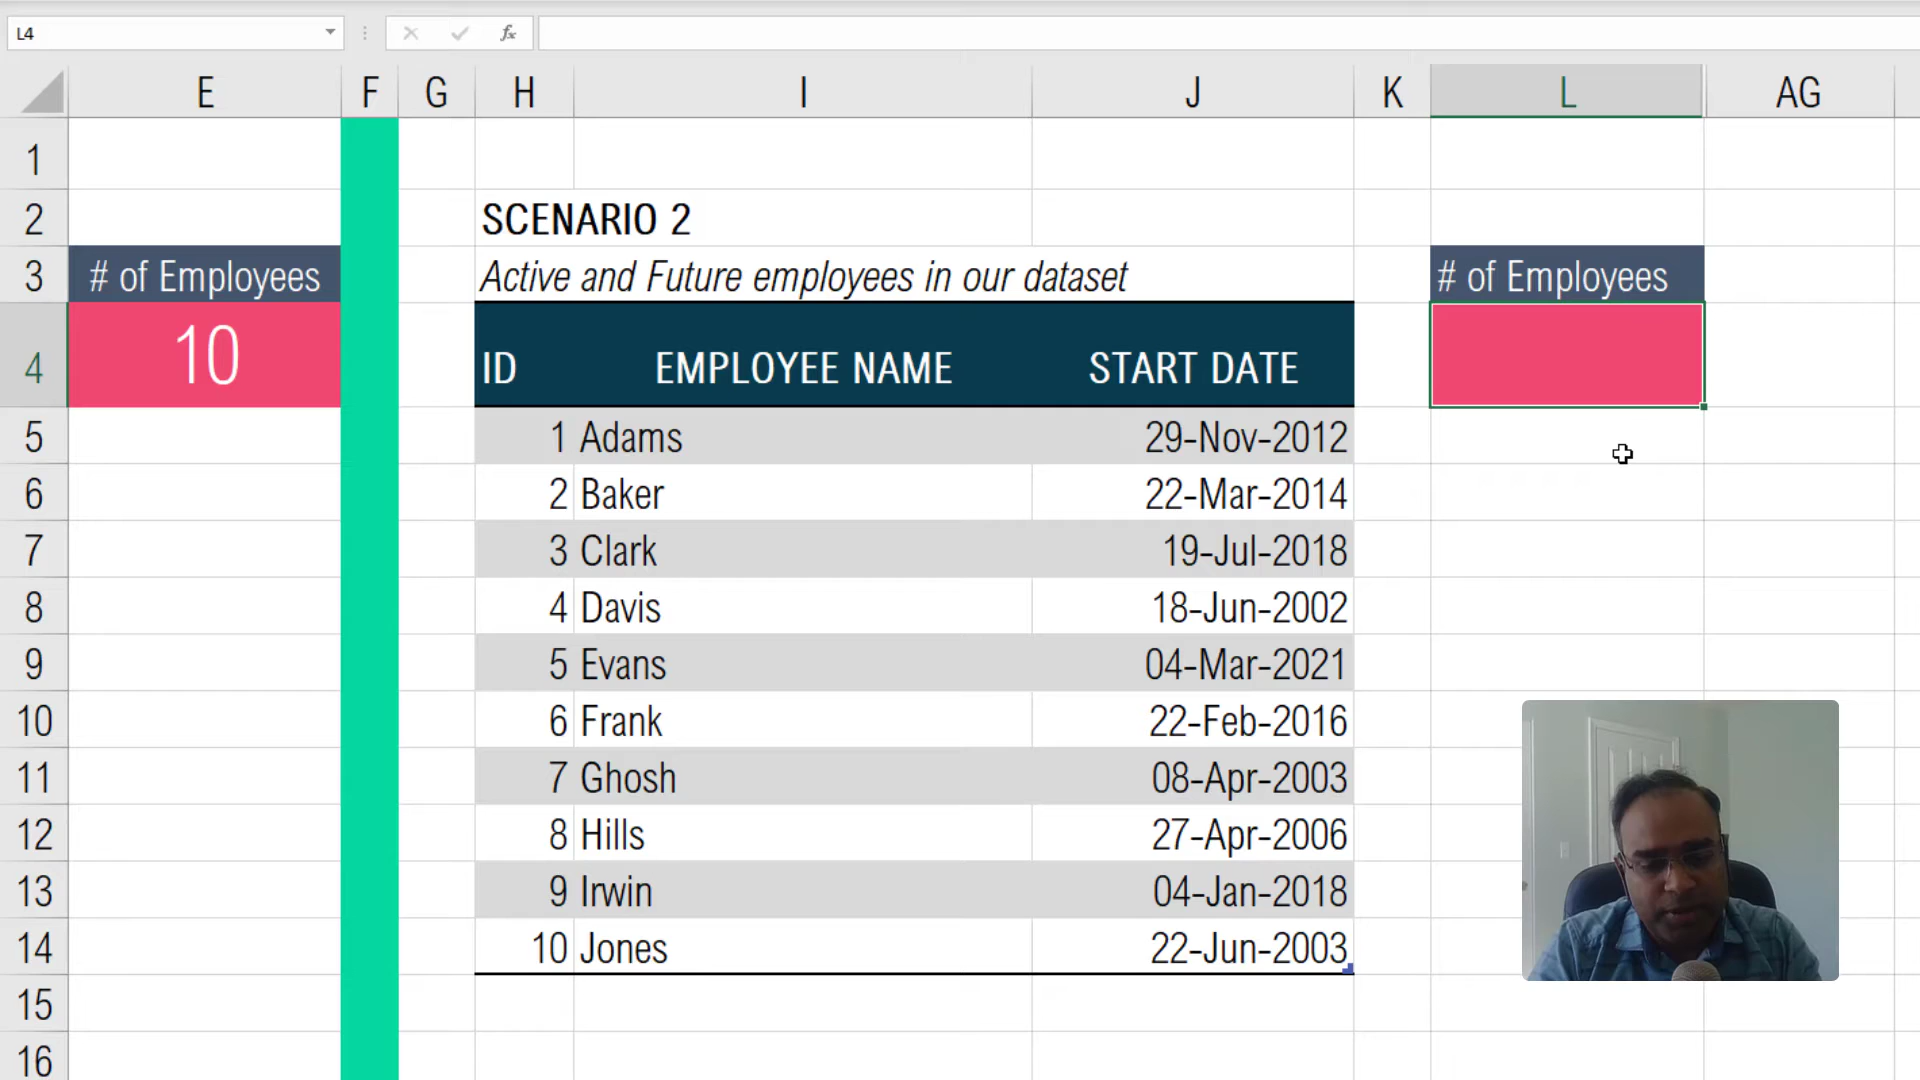 L4
fx
E F G H I J K L AG
1
2 SCENARIO 2
3 # of Employees Active and Future employees in our dataset # of Employees
4 10 ID EMPLOYEE NAME START DATE
5 1 Adams 29-Nov-2012
6 2 Baker 22-Mar-2014
7 3 Clark 19-Jul-2018
8 4 Davis 18-Jun-2002
9 5 Evans 04-Mar-2021
10 6 Frank 22-Feb-2016
11 7 Ghosh 08-Apr-2003
12 8 Hills 27-Apr-2006
13 9 Irwin 04-Jan-2018
14 10 Jones 22-Jun-2003
15
16